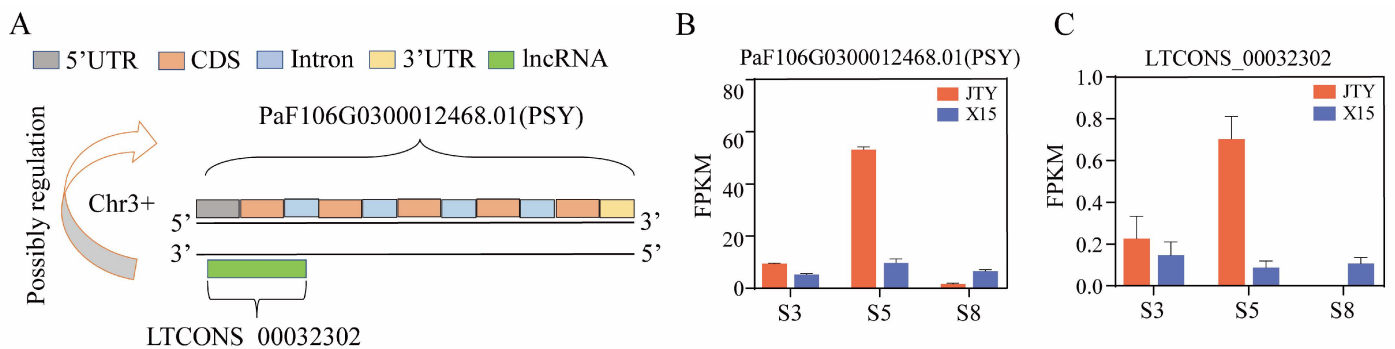 A
5’UTR CDS Intron 3’UTR lncRNA
Possibly regulation
PaF106G0300012468.01(PSY)
Chr3+
5’ 3’
3’ 5’
LTCONS_00032302
B
PaF106G0300012468.01(PSY)
FPKM
80
60
40
20
0
JTY
X15
S3 S5 S8
C
LTCONS_00032302
FPKM
1.0
0.8
0.6
0.4
0.2
0.0
JTY
X15
S3 S5 S8